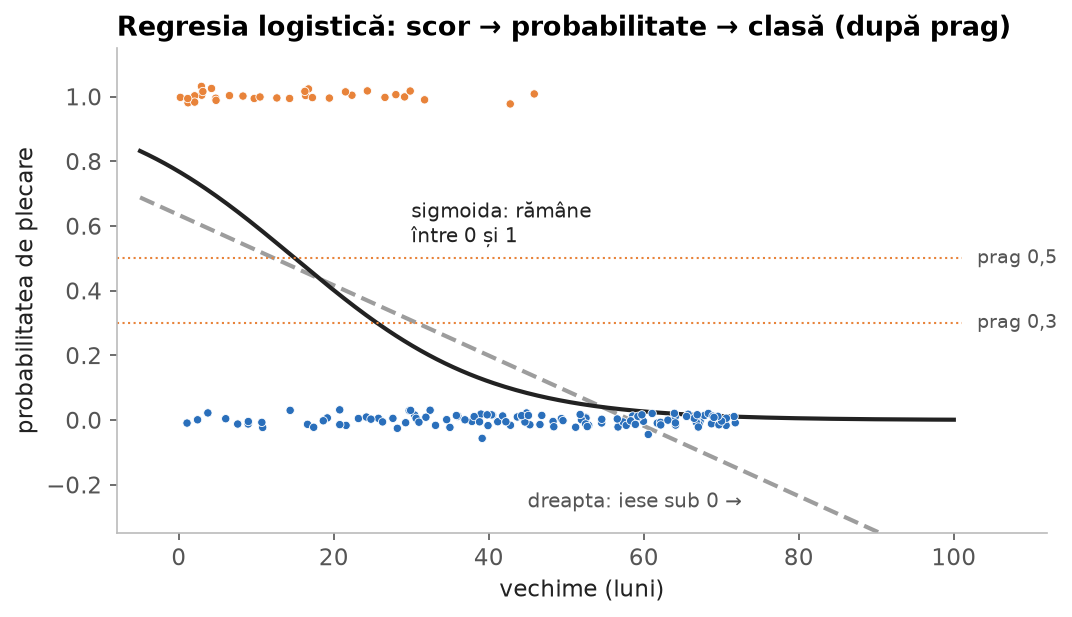 Regresia logistică: scor → probabilitate → clasă (după prag)
probabilitatea de plecare
1.0
0.8
0.6
0.4
0.2
0.0
−0.2
sigmoida: rămâne
între 0 și 1
prag 0,5
prag 0,3
dreapta: iese sub 0 →
0
20
40
60
80
100
vechime (luni)